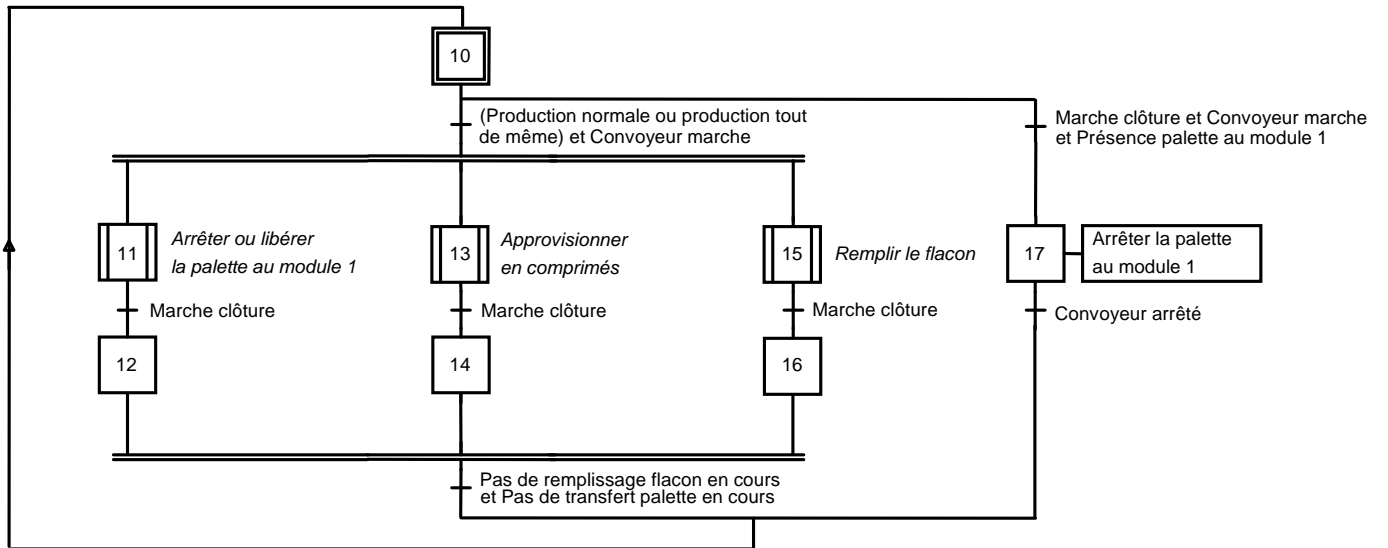 10
(Production normale ou production tout
de même) et Convoyeur marche
Marche clôture et Convoyeur marche
et Présence palette au module 1
11
Arrêter ou libérer
la palette au module 1
13
Approvisionner
en comprimés
15
Remplir le flacon
17
Arrêter la palette
au module 1
Marche clôture
Marche clôture
Marche clôture
Convoyeur arrêté
12
14
16
Pas de remplissage flacon en cours
et Pas de transfert palette en cours